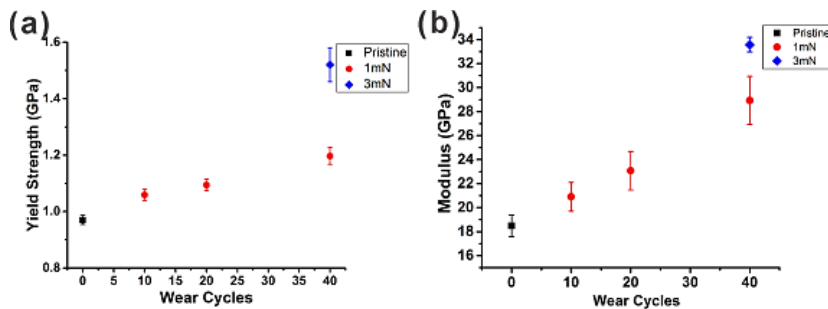 (a)
1.6
1.4
1.2
1.0
0.8
Yield Strength (GPa)
0 5 10 15 20 25 30 35 40
Wear Cycles
Pristine
1mN
3mN
(b)
34
32
30
28
26
24
22
20
18
16
Modulus (GPa)
0 10 20 30 40
Wear Cycles
Pristine
1mN
3mN